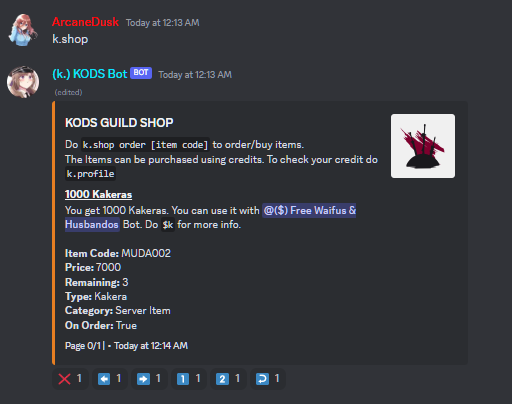 ArcaneDusk Today at 12:13 AM
k.shop
(k.) KODS Bot BOT Today at 12:13 AM
(edited)
KODS GUILD SHOP
Do k.shop order [item code] to order/buy items.
The Items can be purchased using credits. To check your credit do
k.profile
1000 Kakeras
You get 1000 Kakeras. You can use it with @($) Free Waifus &
Husbandos Bot. Do $k for more info.
Item Code: MUDA002
Price: 7000
Remaining: 3
Type: Kakera
Category: Server Item
On Order: True
Page 0/1 | • Today at 12:14 AM
1 1 1 1 1 2 1 1